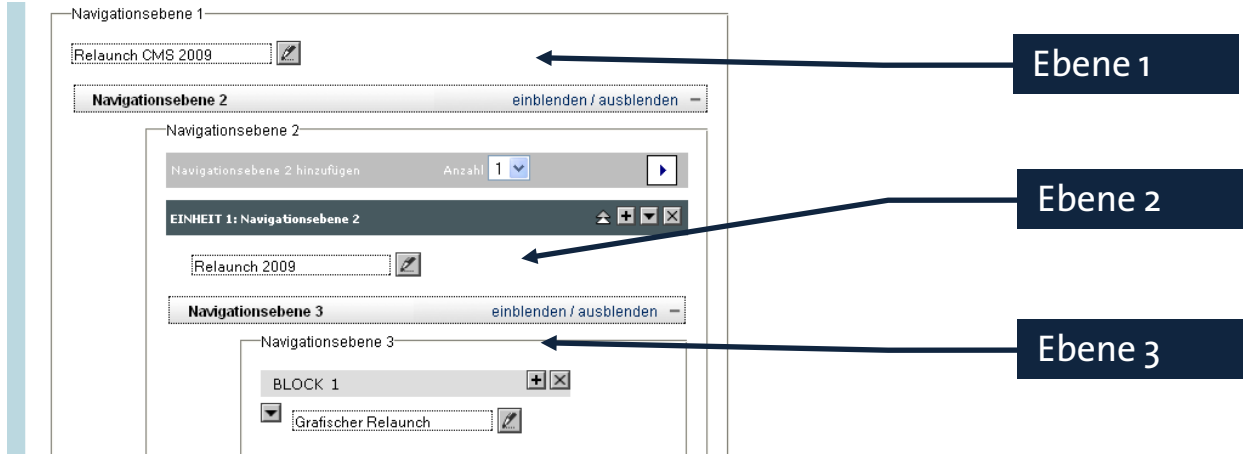 Navigationsebene 1
Relaunch CMS 2009
Ebene 1
Navigationsebene 2 einblenden / ausblenden
Navigationsebene 2
Navigationsebene 2 hinzufügen Anzahl 1
Ebene 2
EINHEIT 1: Navigationsebene 2
Relaunch 2009
Navigationsebene 3 einblenden / ausblenden
Navigationsebene 3
Ebene 3
BLOCK 1
Grafischer Relaunch